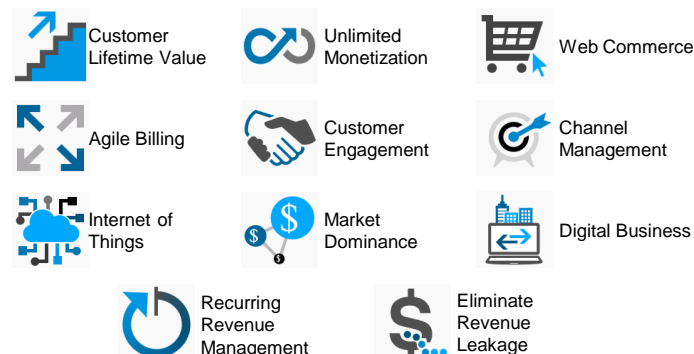 Customer
Lifetime Value
Unlimited
Monetization
Web Commerce
Agile Billing
Customer
Engagement
Channel
Management
Internet of
Things
$
$
$
Market
Dominance
Digital Business
Recurring
Revenue
Management
$
Eliminate
Revenue
Leakage